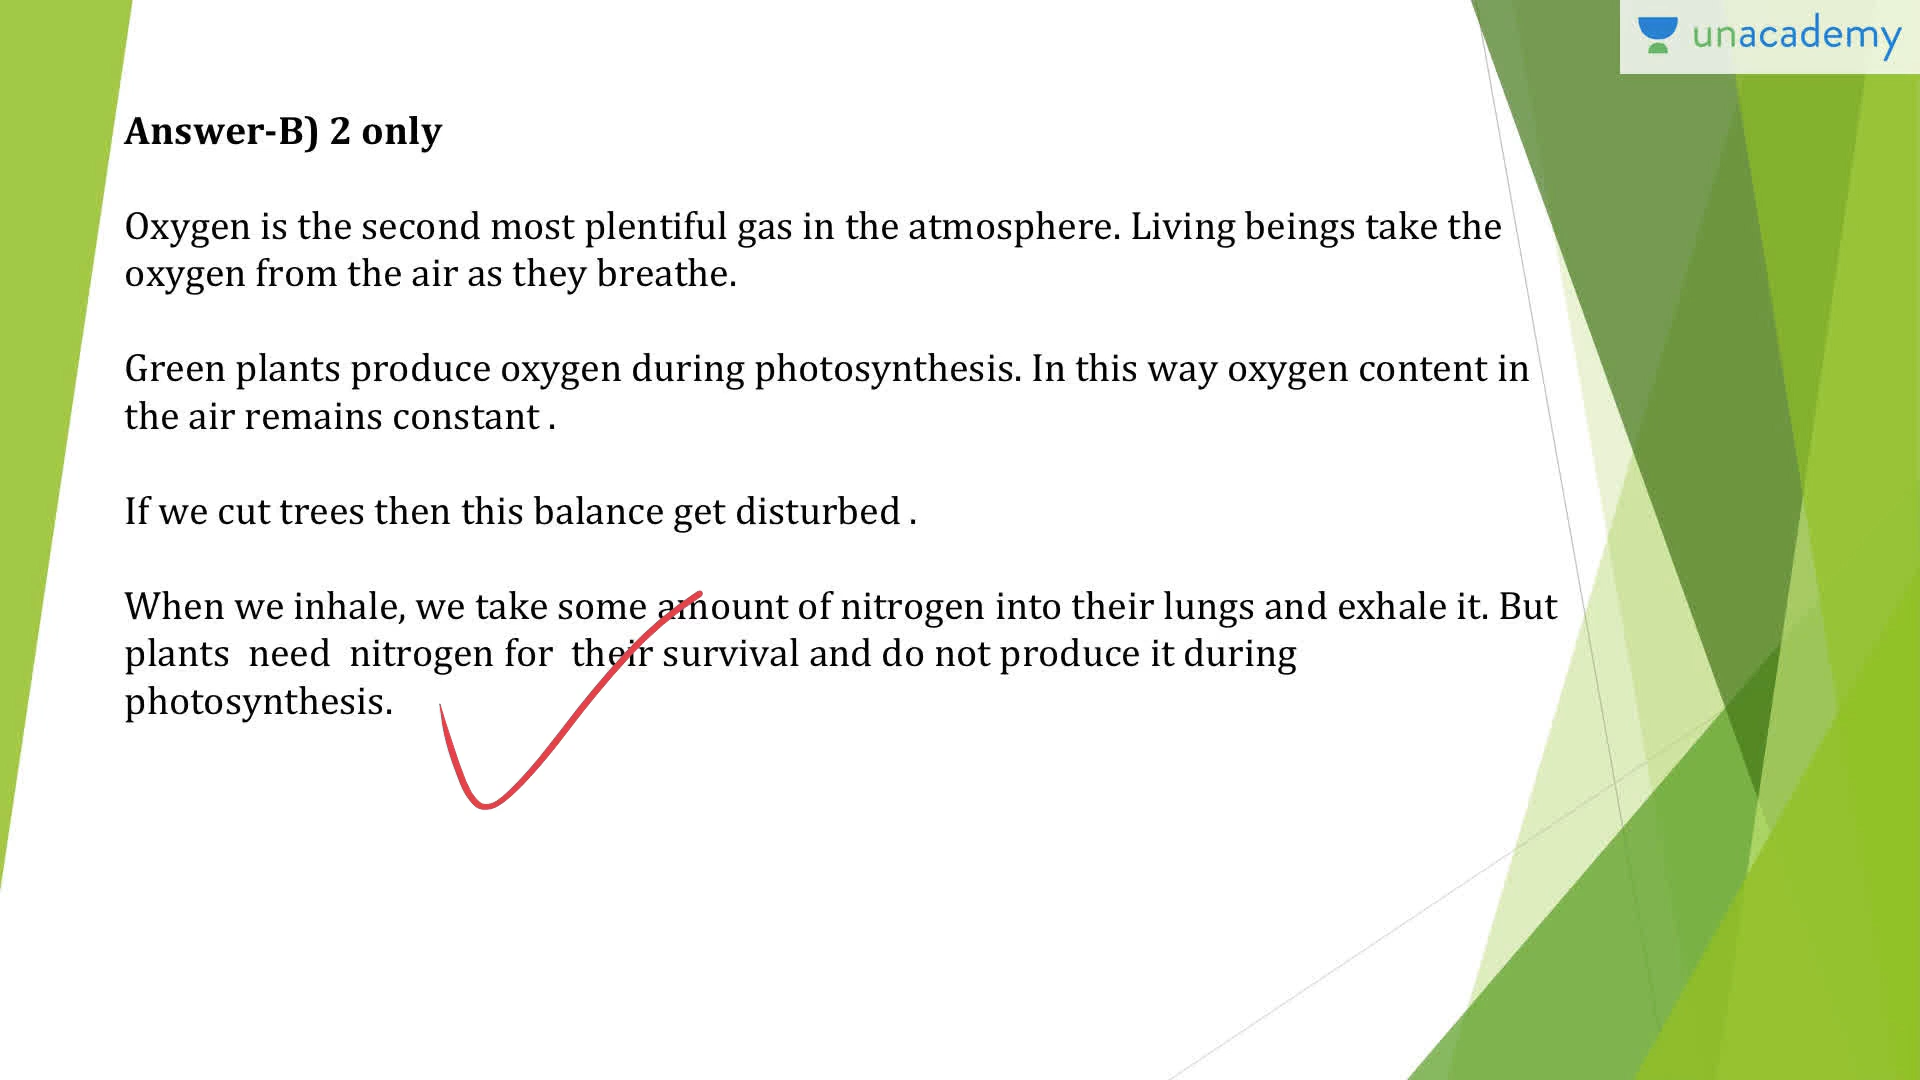 unacademy
Answer-B) 2 only
Oxygen is the second most plentiful gas in the atmosphere. Living beings take the
oxygen from the air as they breathe.
Green plants produce oxygen during photosynthesis. In this way oxygen content in
the air remains constant .
If we cut trees then this balance get disturbed .
When we inhale, we take some amount of nitrogen into their lungs and exhale it. But
plants need nitrogen for their survival and do not produce it during
photosynthesis.